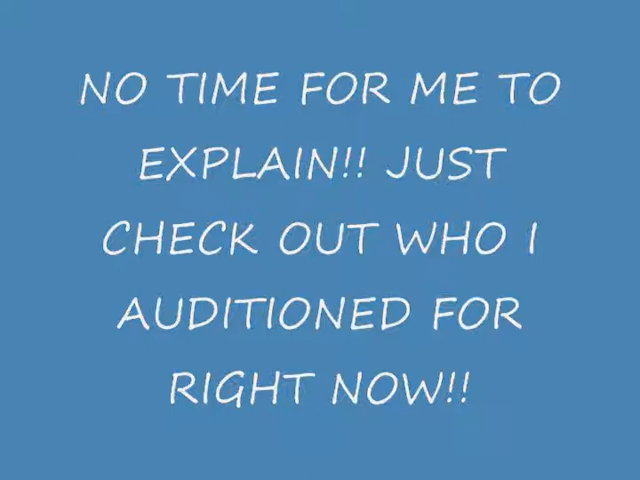 NO TIME FOR ME TO
EXPLAIN!! JUST
CHECK OUT WHO I
AUDITIONED FOR
RIGHT NOW!!